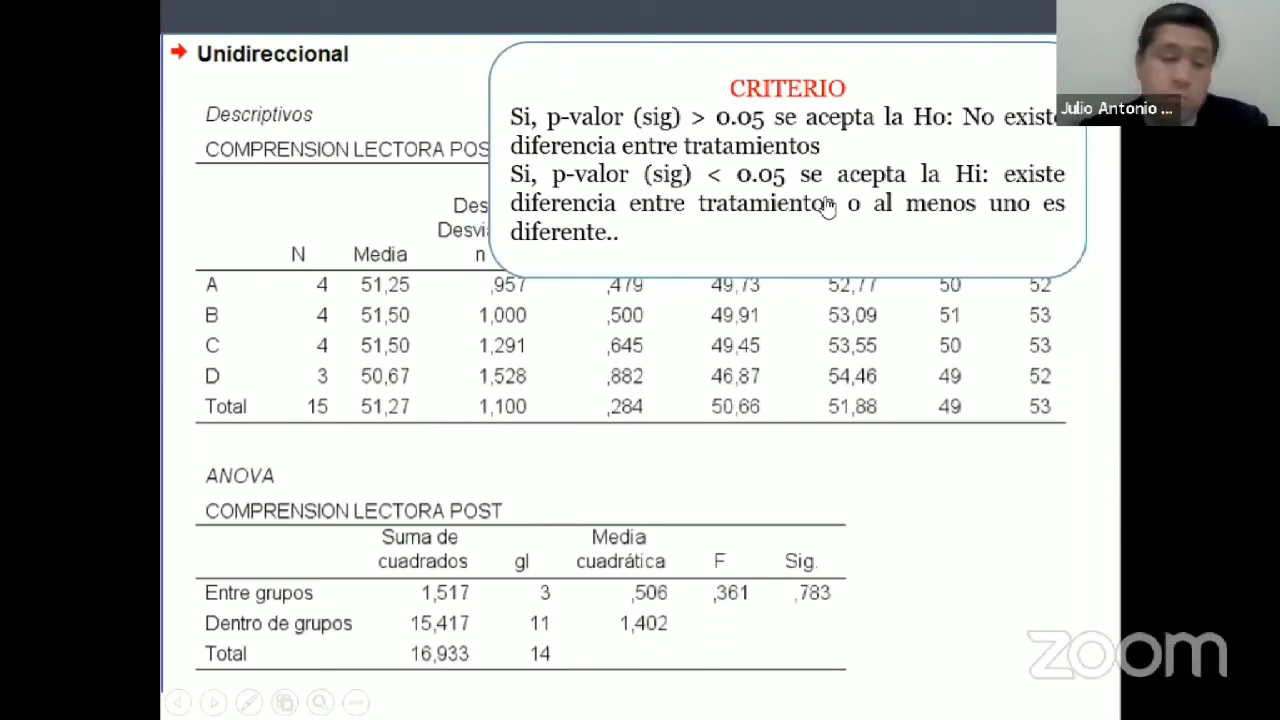 Unidireccional
CRITERIO
Si, p-valor (sig) > 0.05 se acepta la Ho: No existe
diferencia entre tratamientos
Si, p-valor (sig) < 0.05 se acepta la Hi: existe
diferencia entre tratamiento o al menos uno es
diferente..
Julio Antonio ...
Descriptivos
COMPRENSION LECTORA POS
Des
Desvia
N Media n
A 4 51,25 ,957 ,479 49,73 52,77 50 52
B 4 51,50 1,000 ,500 49,91 53,09 51 53
C 4 51,50 1,291 ,645 49,45 53,55 50 53
D 3 50,67 1,528 ,882 46,87 54,46 49 52
Total 15 51,27 1,100 ,284 50,66 51,88 49 53
ANOVA
COMPRENSION LECTORA POST
Suma de Media
cuadrados gl cuadrática F Sig.
Entre grupos 1,517 3 ,506 ,361 ,783
Dentro de grupos 15,417 11 1,402
Total 16,933 14
zoom